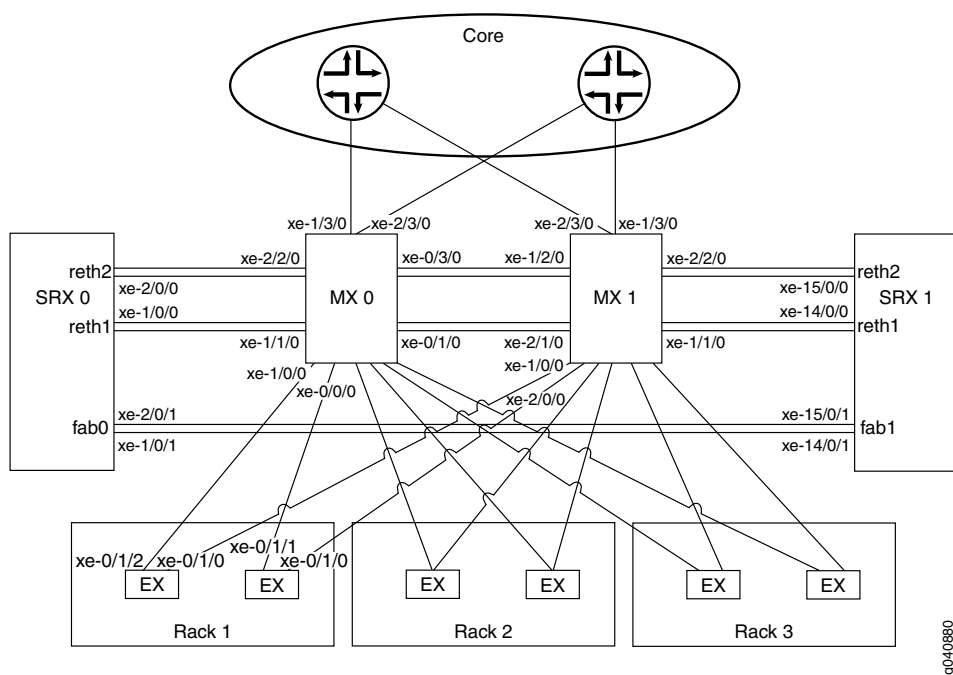 Core
xe-1/3/0
xe-2/3/0
xe-2/3/0
xe-1/3/0
xe-2/2/0
xe-0/3/0
xe-1/2/0
xe-2/2/0
reth2
reth2
SRX 0
xe-2/0/0
MX 0
MX 1
xe-15/0/0
SRX 1
xe-1/0/0
xe-14/0/0
reth1
reth1
xe-1/1/0
xe-0/1/0
xe-2/1/0
xe-1/1/0
xe-1/0/0
xe-1/0/0
xe-0/0/0
xe-2/0/0
xe-2/0/1
xe-15/0/1
fab0
fab1
xe-1/0/1
xe-14/0/1
xe-0/1/2
xe-0/1/0
xe-0/1/1
xe-0/1/0
EX
EX
EX
EX
EX
EX
Rack 1
Rack 2
Rack 3
g040880